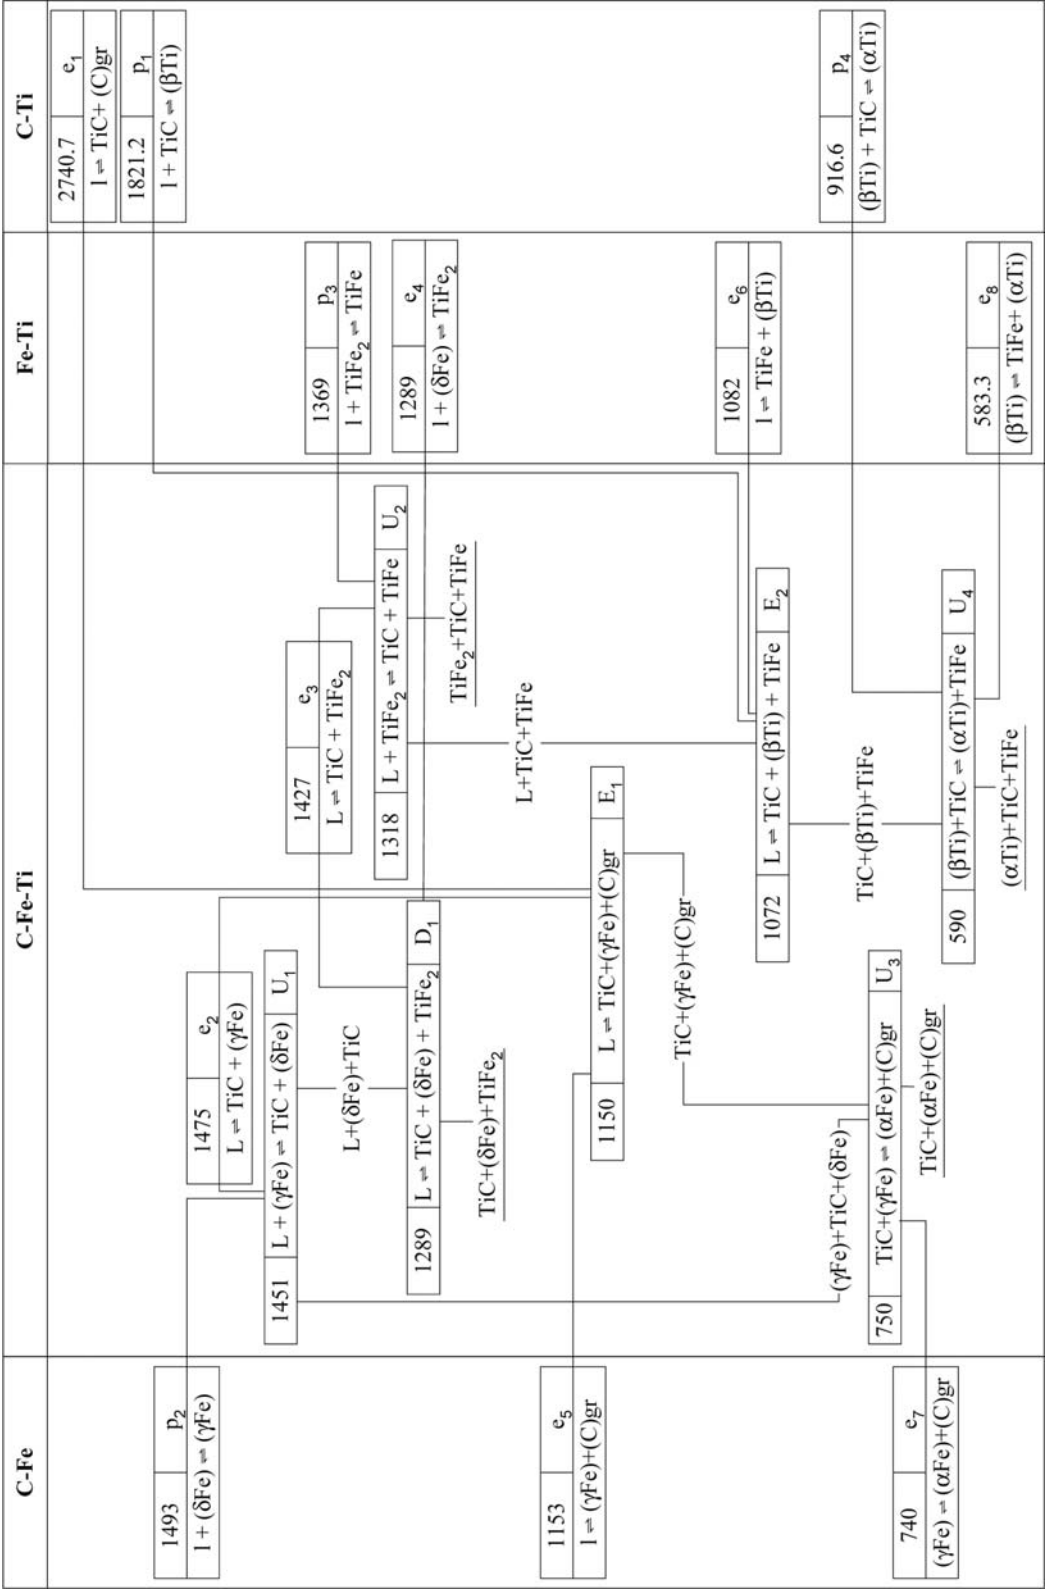 C-Fe
C-Fe-Ti
Fe-Ti
C-Ti
1493 p₂
l + (δFe) ⇌ (γFe)
1153 e₅
l ⇌ (γFe)+(C)gr
740 e₇
(γFe) ⇌ (αFe)+(C)gr
1475 e₂
L ⇌ TiC + (γFe)
1451 L + (γFe) ⇌ TiC + (δFe) U₁
L+(δFe)+TiC
1427 e₃
L ⇌ TiC + TiFe₂
1318 L + TiFe₂ ⇌ TiC + TiFe U₂
TiFe₂+TiC+TiFe
1289 L ⇌ TiC + (δFe) + TiFe₂ D₁
TiC+(δFe)+TiFe₂
L+TiC+TiFe
1150 L ⇌ TiC+(γFe)+(C)gr E₁
TiC+(γFe)+(C)gr
1072 L ⇌ TiC + (βTi) + TiFe E₂
TiC+(βTi)+TiFe
(γFe)+TiC+(δFe)
750 TiC+(γFe) ⇌ (αFe)+(C)gr U₃
TiC+(αFe)+(C)gr
590 (βTi)+TiC ⇌ (αTi)+TiFe U₄
(αTi)+TiC+TiFe
1369 p₃
l + TiFe₂ ⇌ TiFe
1289 e₄
l + (δFe) ⇌ TiFe₂
1082 e₆
l ⇌ TiFe + (βTi)
583.3 e₈
(βTi) ⇌ TiFe+ (αTi)
2740.7 e₁
l ⇌ TiC+ (C)gr
1821.2 p₁
l + TiC ⇌ (βTi)
916.6 p₄
(βTi) + TiC ⇌ (αTi)